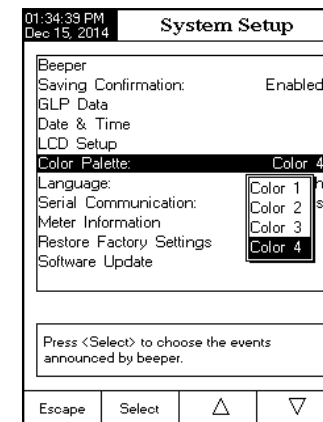 01:34:39 PM
Dec 15, 2014
System Setup
Beeper
Saving Confirmation: Enabled
GLP Data
Date & Time
LCD Setup
Color Palette: Color 4
Language: h
Serial Communication: s
Meter Information
Restore Factory Settings
Software Update
Color 1
Color 2
Color 3
Color 4
Press <Select> to choose the events
announced by beeper.
Escape Select △ ▽